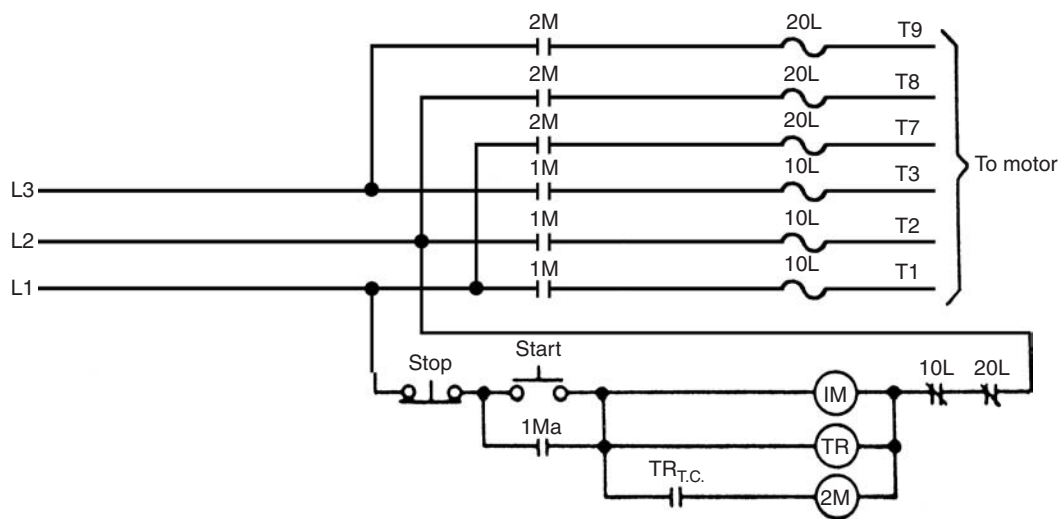 2M
20L
T9
2M
20L
T8
2M
20L
T7
To motor
1M
10L
T3
L3
1M
10L
T2
L2
1M
10L
T1
L1
Stop
Start
10L
20L
IM
1Ma
TR
TR T.C.
2M